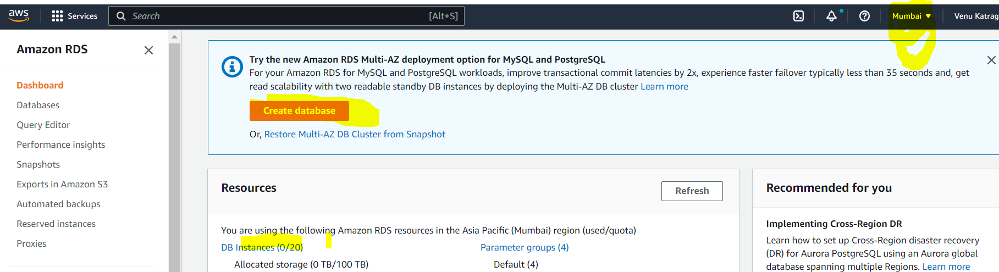 aws
Services
Search
[Alt+S]
Mumbai
Venu Katrag
Amazon RDS
Dashboard
Databases
Query Editor
Performance insights
Snapshots
Exports in Amazon S3
Automated backups
Reserved instances
Proxies
Try the new Amazon RDS Multi-AZ deployment option for MySQL and PostgreSQL
For your Amazon RDS for MySQL and PostgreSQL workloads, improve transactional commit latencies by 2x, experience faster failover typically less than 35 seconds and, get
read scalability with two readable standby DB instances by deploying the Multi-AZ DB cluster Learn more
Create database
Or, Restore Multi-AZ DB Cluster from Snapshot
Resources
Refresh
You are using the following Amazon RDS resources in the Asia Pacific (Mumbai) region (used/quota)
DB Instances (0/20)
Allocated storage (0 TB/100 TB)
Parameter groups (4)
Default (4)
Recommended for you
Implementing Cross-Region DR
Learn how to set up Cross-Region disaster recovery
(DR) for Aurora PostgreSQL using an Aurora global
database spanning multiple Regions. Learn more